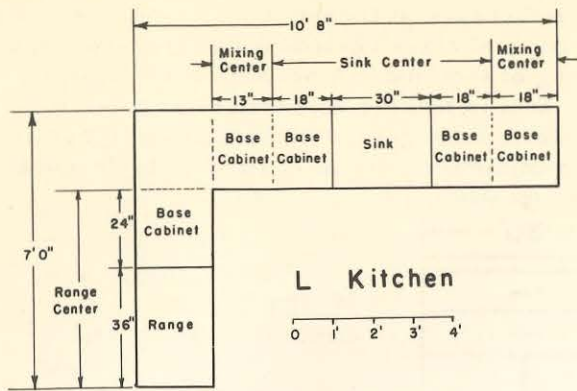 10' 8"
Mixing Center
Sink Center
Mixing Center
13" 18" 30" 18" 18"
Base Cabinet
Base Cabinet
Sink
Base Cabinet
Base Cabinet
7' 0"
Range Center
24"
Base Cabinet
36"
Range
L Kitchen
0 1' 2' 3' 4'